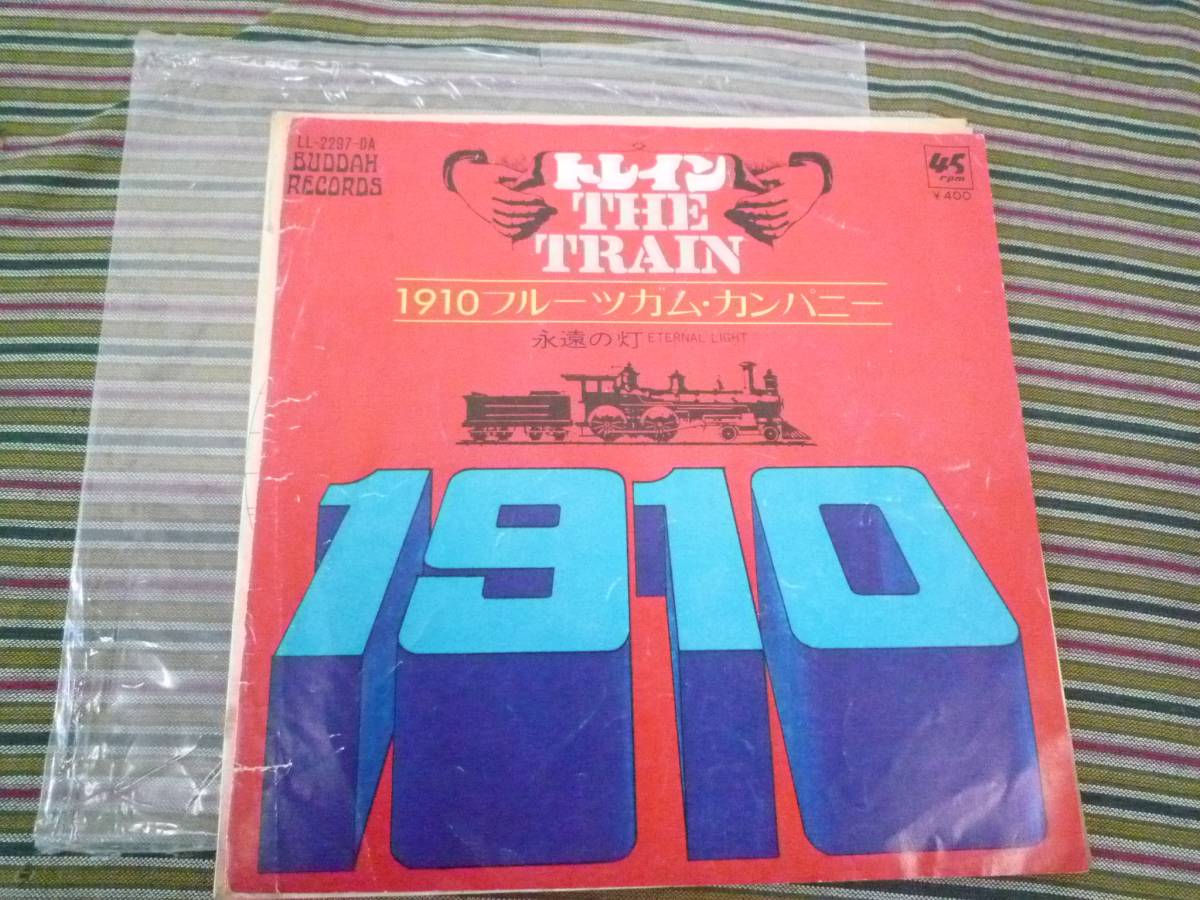 LL-2297-DA
BUDDAH
RECORDS
トレイン
THE
TRAIN
45
rpm
¥400
1910フルーツガム・カンパニー
永遠の灯 ETERNAL LIGHT
1910